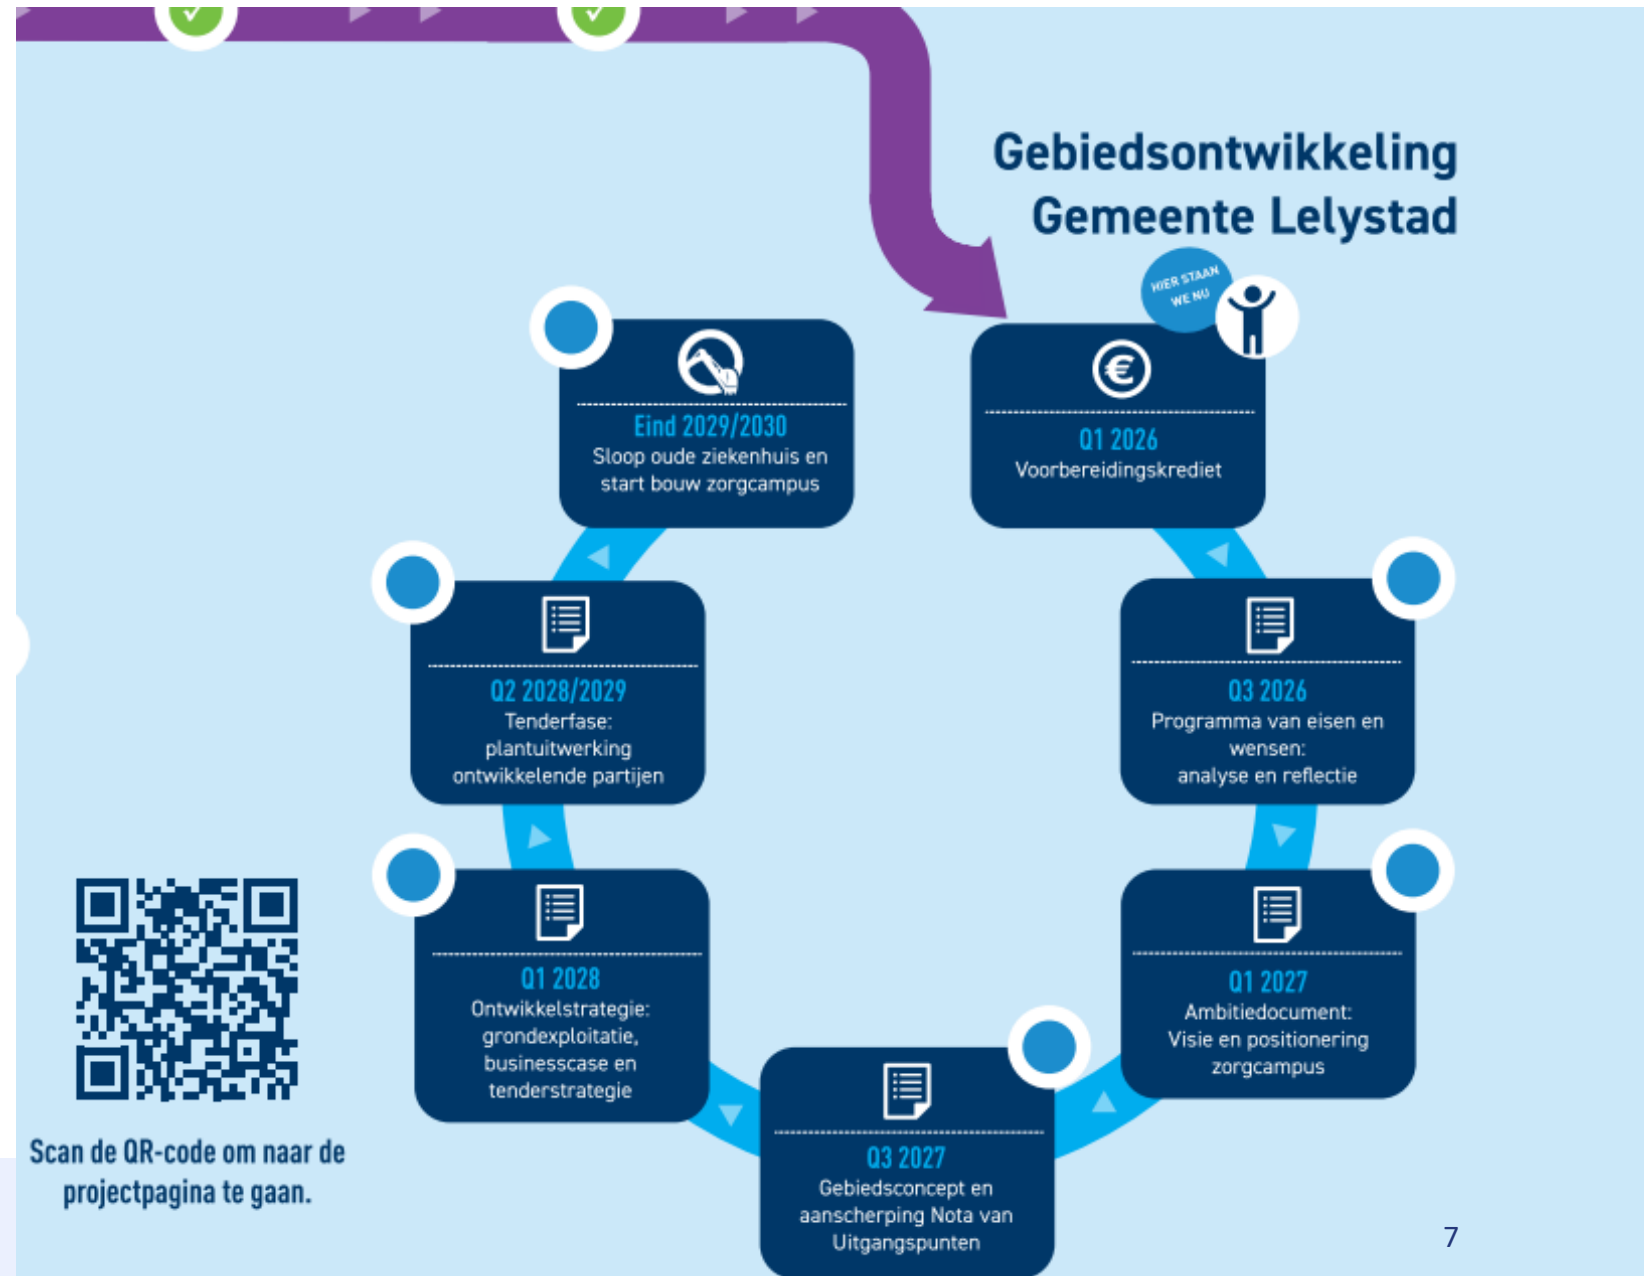 Gebiedsontwikkeling
Gemeente Lelystad
HIER STAAN
WE NU
Q1 2026
Voorbereidingskrediet
Q3 2026
Programma van eisen en
wensen:
analyse en reflectie
Q1 2027
Ambitiedocument:
Visie en positionering
zorgcampus
Q3 2027
Gebiedsconcept en
aanscherping Nota van
Uitgangspunten
Q1 2028
Ontwikkelstrategie:
grondexploitatie,
businesscase en
tenderstrategie
Q2 2028/2029
Tenderfase:
plantuitwerking
ontwikkelende partijen
Eind 2029/2030
Sloop oude ziekenhuis en
start bouw zorgcampus
Scan de QR-code om naar de
projectpagina te gaan.
7